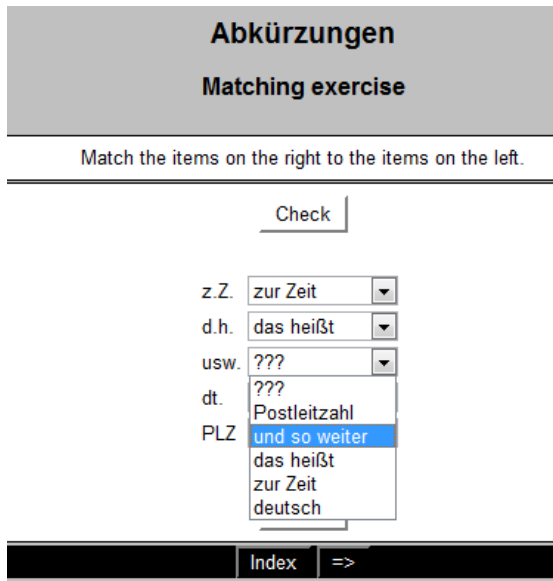 Abkürzungen
Matching exercise
Match the items on the right to the items on the left.
Check
z.Z. zur Zeit
d.h. das heißt
usw. ???
dt. ???
PLZ Postleitzahl
und so weiter
das heißt
zur Zeit
deutsch
Index =>